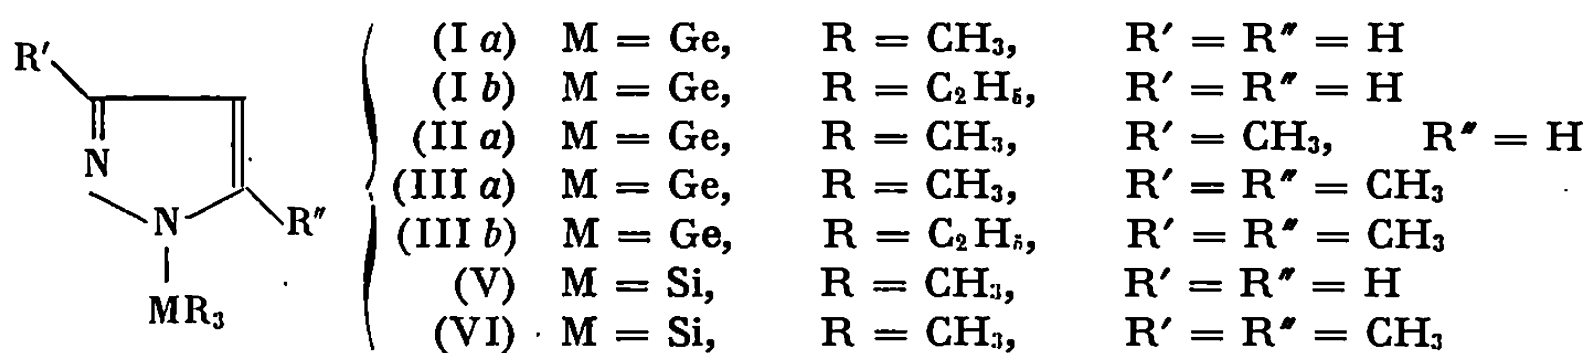 R′
N
N
R″
MR₃
(I a) M = Ge, R = CH₃, R′ = R″ = H
(I b) M = Ge, R = C₂H₅, R′ = R″ = H
(II a) M = Ge, R = CH₃, R′ = CH₃, R″ = H
(III a) M = Ge, R = CH₃, R′ = R″ = CH₃
(III b) M = Ge, R = C₂H₅, R′ = R″ = CH₃
(V) M = Si, R = CH₃, R′ = R″ = H
(VI) M = Si, R = CH₃, R′ = R″ = CH₃